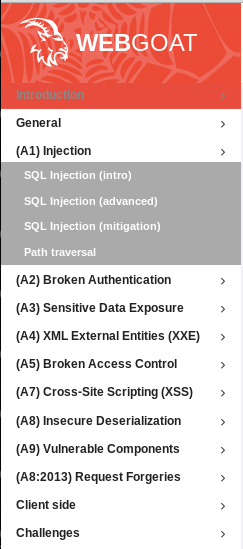 WEBGOAT
Introduction
General
(A1) Injection
SQL Injection (intro)
SQL Injection (advanced)
SQL Injection (mitigation)
Path traversal
(A2) Broken Authentication
(A3) Sensitive Data Exposure
(A4) XML External Entities (XXE)
(A5) Broken Access Control
(A7) Cross-Site Scripting (XSS)
(A8) Insecure Deserialization
(A9) Vulnerable Components
(A8:2013) Request Forgeries
Client side
Challenges